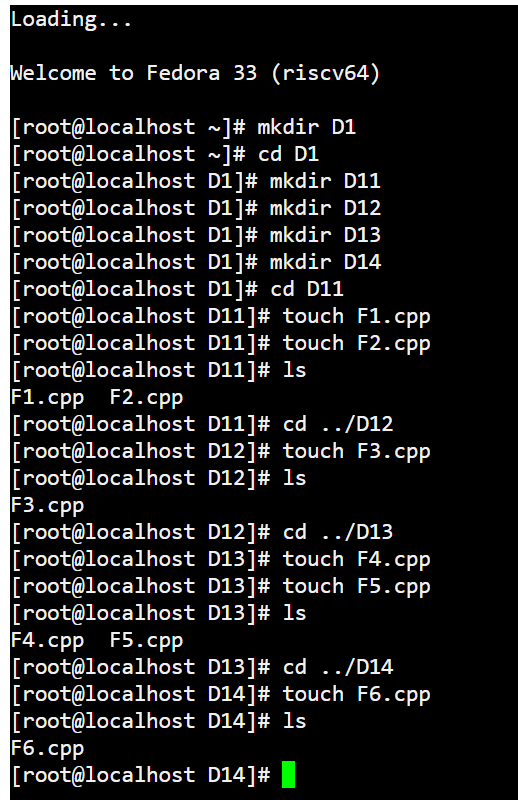 Loading...
Welcome to Fedora 33 (riscv64)
[root@localhost ~]# mkdir D1
[root@localhost ~]# cd D1
[root@localhost D1]# mkdir D11
[root@localhost D1]# mkdir D12
[root@localhost D1]# mkdir D13
[root@localhost D1]# mkdir D14
[root@localhost D1]# cd D11
[root@localhost D11]# touch F1.cpp
[root@localhost D11]# touch F2.cpp
[root@localhost D11]# ls
F1.cpp  F2.cpp
[root@localhost D11]# cd ../D12
[root@localhost D12]# touch F3.cpp
[root@localhost D12]# ls
F3.cpp
[root@localhost D12]# cd ../D13
[root@localhost D13]# touch F4.cpp
[root@localhost D13]# touch F5.cpp
[root@localhost D13]# ls
F4.cpp  F5.cpp
[root@localhost D13]# cd ../D14
[root@localhost D14]# touch F6.cpp
[root@localhost D14]# ls
F6.cpp
[root@localhost D14]#